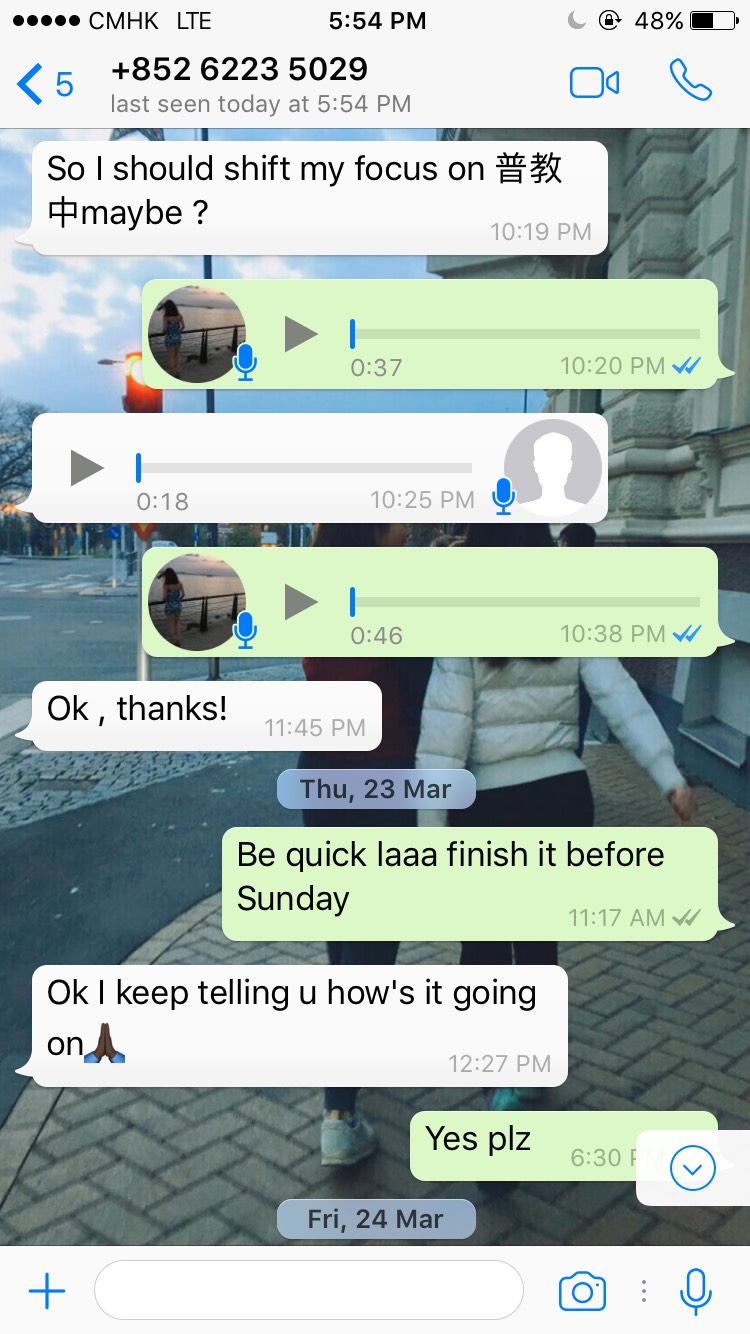 CMHK LTE 5:54 PM 48%
5 +852 6223 5029
last seen today at 5:54 PM
So I should shift my focus on 普教
中maybe ?
10:19 PM
0:37 10:20 PM
0:18 10:25 PM
0:46 10:38 PM
Ok , thanks!
11:45 PM
Thu, 23 Mar
Be quick laaa finish it before
Sunday
11:17 AM
Ok I keep telling u how's it going
on🙏🏿
12:27 PM
Yes plz
6:30 PM
Fri, 24 Mar